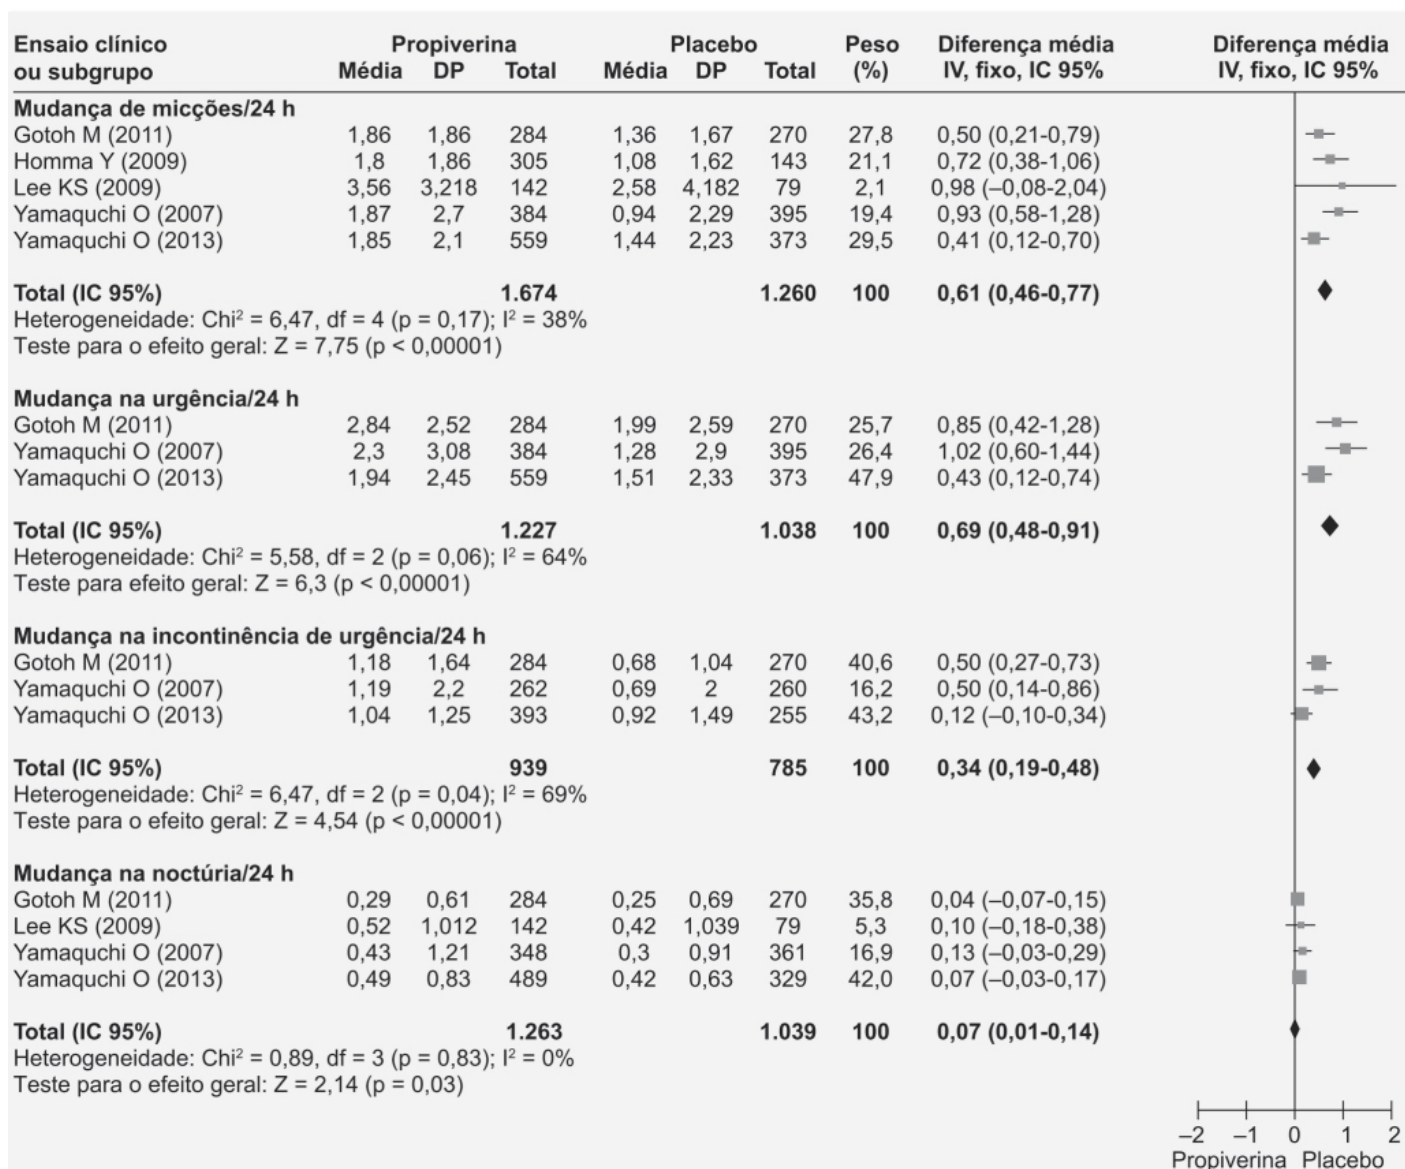 Ensaio clínico Propiverina Placebo Peso Diferença média Diferença média
ou subgrupo Média DP Total Média DP Total (%) IV, fixo, IC 95% IV, fixo, IC 95%
Mudança de micções/24 h
Gotoh M (2011) 1,86 1,86 284 1,36 1,67 270 27,8 0,50 (0,21-0,79)
Homma Y (2009) 1,8 1,86 305 1,08 1,62 143 21,1 0,72 (0,38-1,06)
Lee KS (2009) 3,56 3,218 142 2,58 4,182 79 2,1 0,98 (–0,08-2,04)
Yamaquchi O (2007) 1,87 2,7 384 0,94 2,29 395 19,4 0,93 (0,58-1,28)
Yamaquchi O (2013) 1,85 2,1 559 1,44 2,23 373 29,5 0,41 (0,12-0,70)
Total (IC 95%) 1.674 1.260 100 0,61 (0,46-0,77)
Heterogeneidade: Chi² = 6,47, df = 4 (p = 0,17); I² = 38%
Teste para o efeito geral: Z = 7,75 (p < 0,00001)
Mudança na urgência/24 h
Gotoh M (2011) 2,84 2,52 284 1,99 2,59 270 25,7 0,85 (0,42-1,28)
Yamaquchi O (2007) 2,3 3,08 384 1,28 2,9 395 26,4 1,02 (0,60-1,44)
Yamaquchi O (2013) 1,94 2,45 559 1,51 2,33 373 47,9 0,43 (0,12-0,74)
Total (IC 95%) 1.227 1.038 100 0,69 (0,48-0,91)
Heterogeneidade: Chi² = 5,58, df = 2 (p = 0,06); I² = 64%
Teste para efeito geral: Z = 6,3 (p < 0,00001)
Mudança na incontinência de urgência/24 h
Gotoh M (2011) 1,18 1,64 284 0,68 1,04 270 40,6 0,50 (0,27-0,73)
Yamaquchi O (2007) 1,19 2,2 262 0,69 2 260 16,2 0,50 (0,14-0,86)
Yamaquchi O (2013) 1,04 1,25 393 0,92 1,49 255 43,2 0,12 (–0,10-0,34)
Total (IC 95%) 939 785 100 0,34 (0,19-0,48)
Heterogeneidade: Chi² = 6,47, df = 2 (p = 0,04); I² = 69%
Teste para o efeito geral: Z = 4,54 (p < 0,00001)
Mudança na noctúria/24 h
Gotoh M (2011) 0,29 0,61 284 0,25 0,69 270 35,8 0,04 (–0,07-0,15)
Lee KS (2009) 0,52 1,012 142 0,42 1,039 79 5,3 0,10 (–0,18-0,38)
Yamaquchi O (2007) 0,43 1,21 348 0,3 0,91 361 16,9 0,13 (–0,03-0,29)
Yamaquchi O (2013) 0,49 0,83 489 0,42 0,63 329 42,0 0,07 (–0,03-0,17)
Total (IC 95%) 1.263 1.039 100 0,07 (0,01-0,14)
Heterogeneidade: Chi² = 0,89, df = 3 (p = 0,83); I² = 0%
Teste para o efeito geral: Z = 2,14 (p = 0,03)
–2 –1 0 1 2
Propiverina Placebo